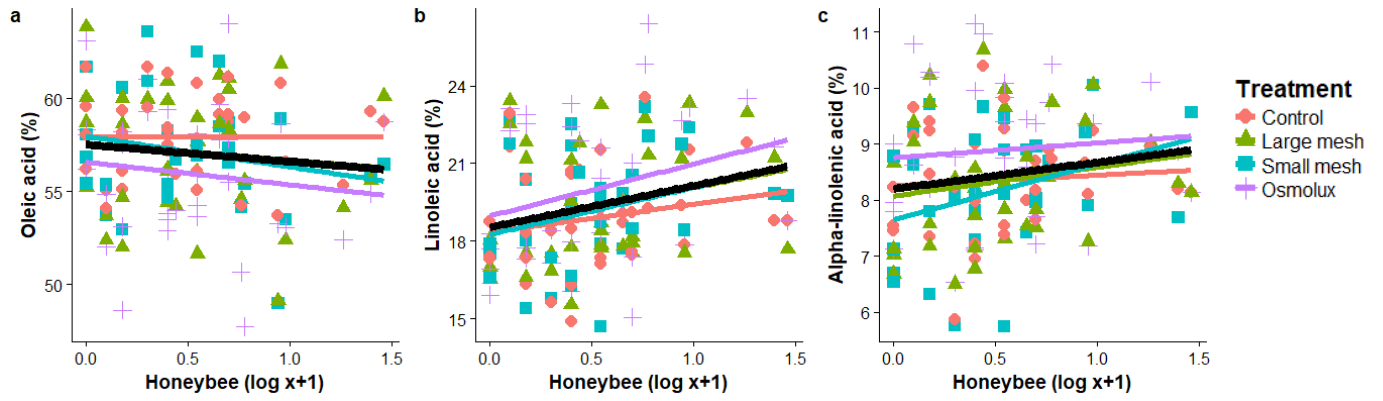 a
Oleic acid (%)
60
55
50
0.0 0.5 1.0 1.5
Honeybee (log x+1)
b
Linoleic acid (%)
24
21
18
15
0.0 0.5 1.0 1.5
Honeybee (log x+1)
c
Alpha-linolenic acid (%)
11
10
9
8
7
6
0.0 0.5 1.0 1.5
Honeybee (log x+1)
Treatment
Control
Large mesh
Small mesh
Osmolux